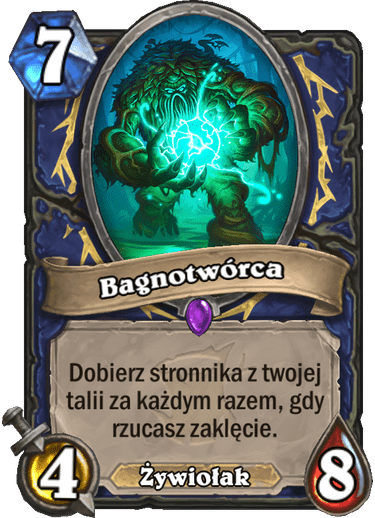 7
Bagnotwórca
Dobierz stronnika z twojej
talii za każdym razem, gdy
rzucasz zaklęcie.
4
Żywiołak
8